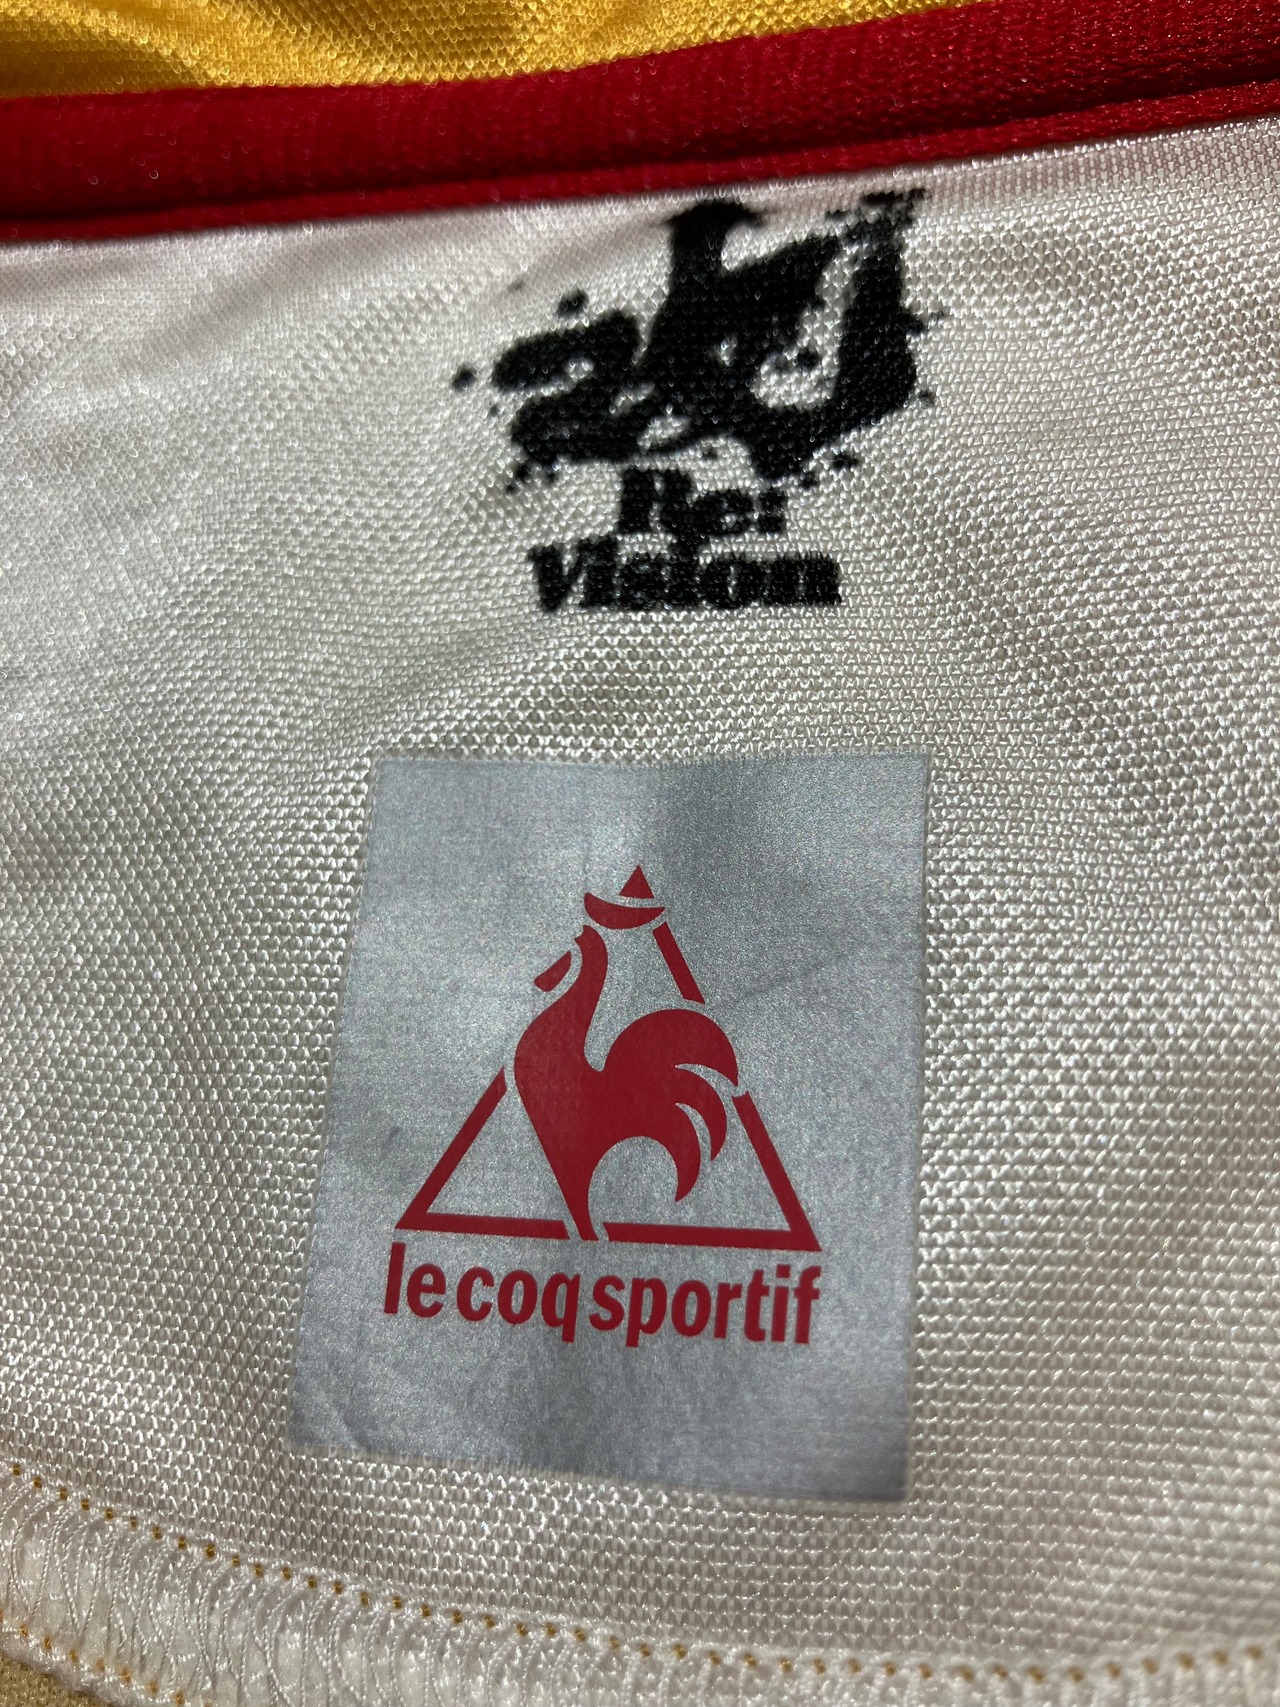 Re:
Vision
le coq sportif